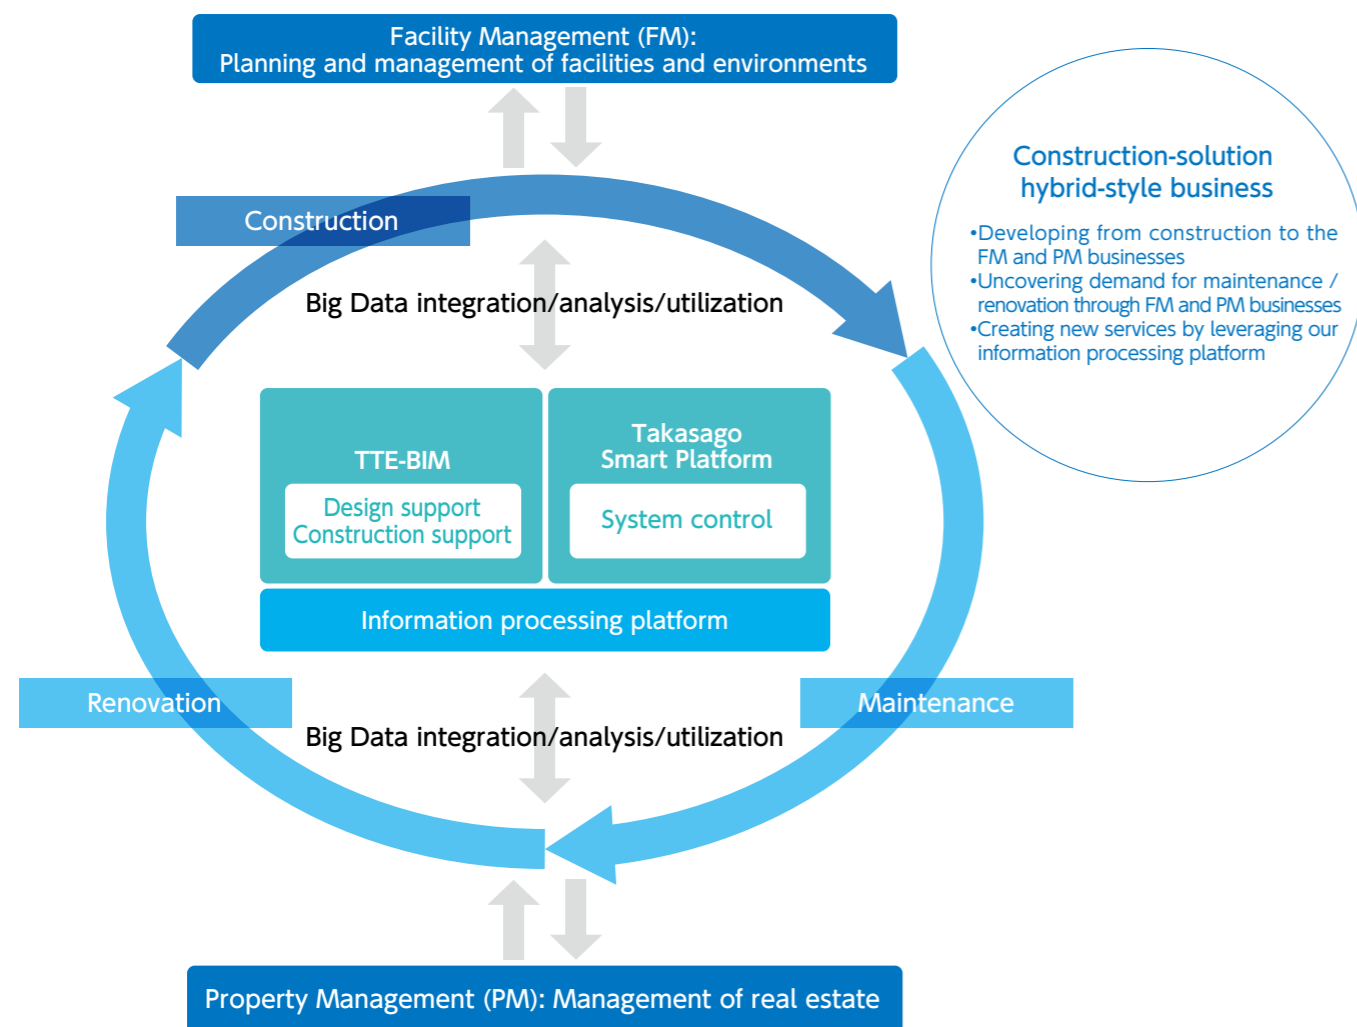 Facility Management (FM):
Planning and management of facilities and environments
Construction-solution
hybrid-style business
•Developing from construction to the
FM and PM businesses
•Uncovering demand for maintenance /
renovation through FM and PM businesses
•Creating new services by leveraging our
information processing platform
Construction
Big Data integration/analysis/utilization
TTE-BIM
Design support
Construction support
Takasago
Smart Platform
System control
Information processing platform
Renovation
Maintenance
Big Data integration/analysis/utilization
Property Management (PM): Management of real estate